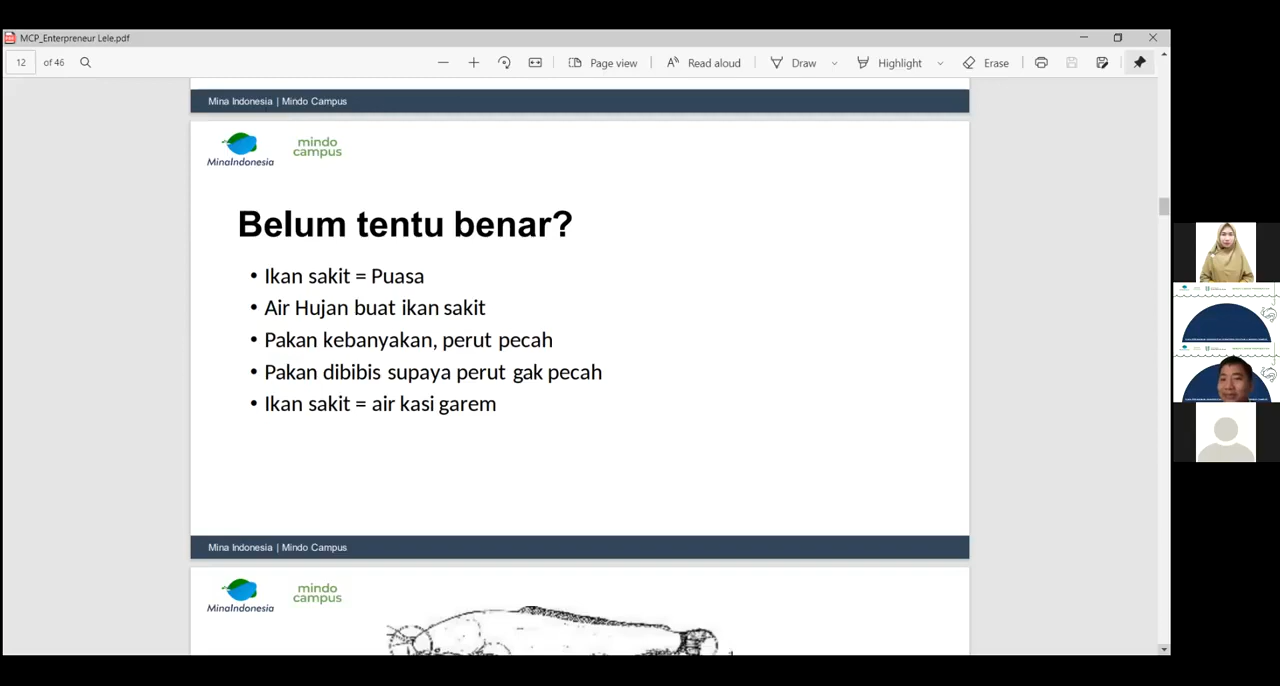 MCP_Enterpreneur Lele.pdf
12 of 46
Page view
Read aloud
Draw
Highlight
Erase
Mina Indonesia | Mindo Campus
MinaIndonesia
mindo campus
Belum tentu benar?
• Ikan sakit = Puasa
• Air Hujan buat ikan sakit
• Pakan kebanyakan, perut pecah
• Pakan dibibis supaya perut gak pecah
• Ikan sakit = air kasi garem
Mina Indonesia | Mindo Campus
MinaIndonesia
mindo campus